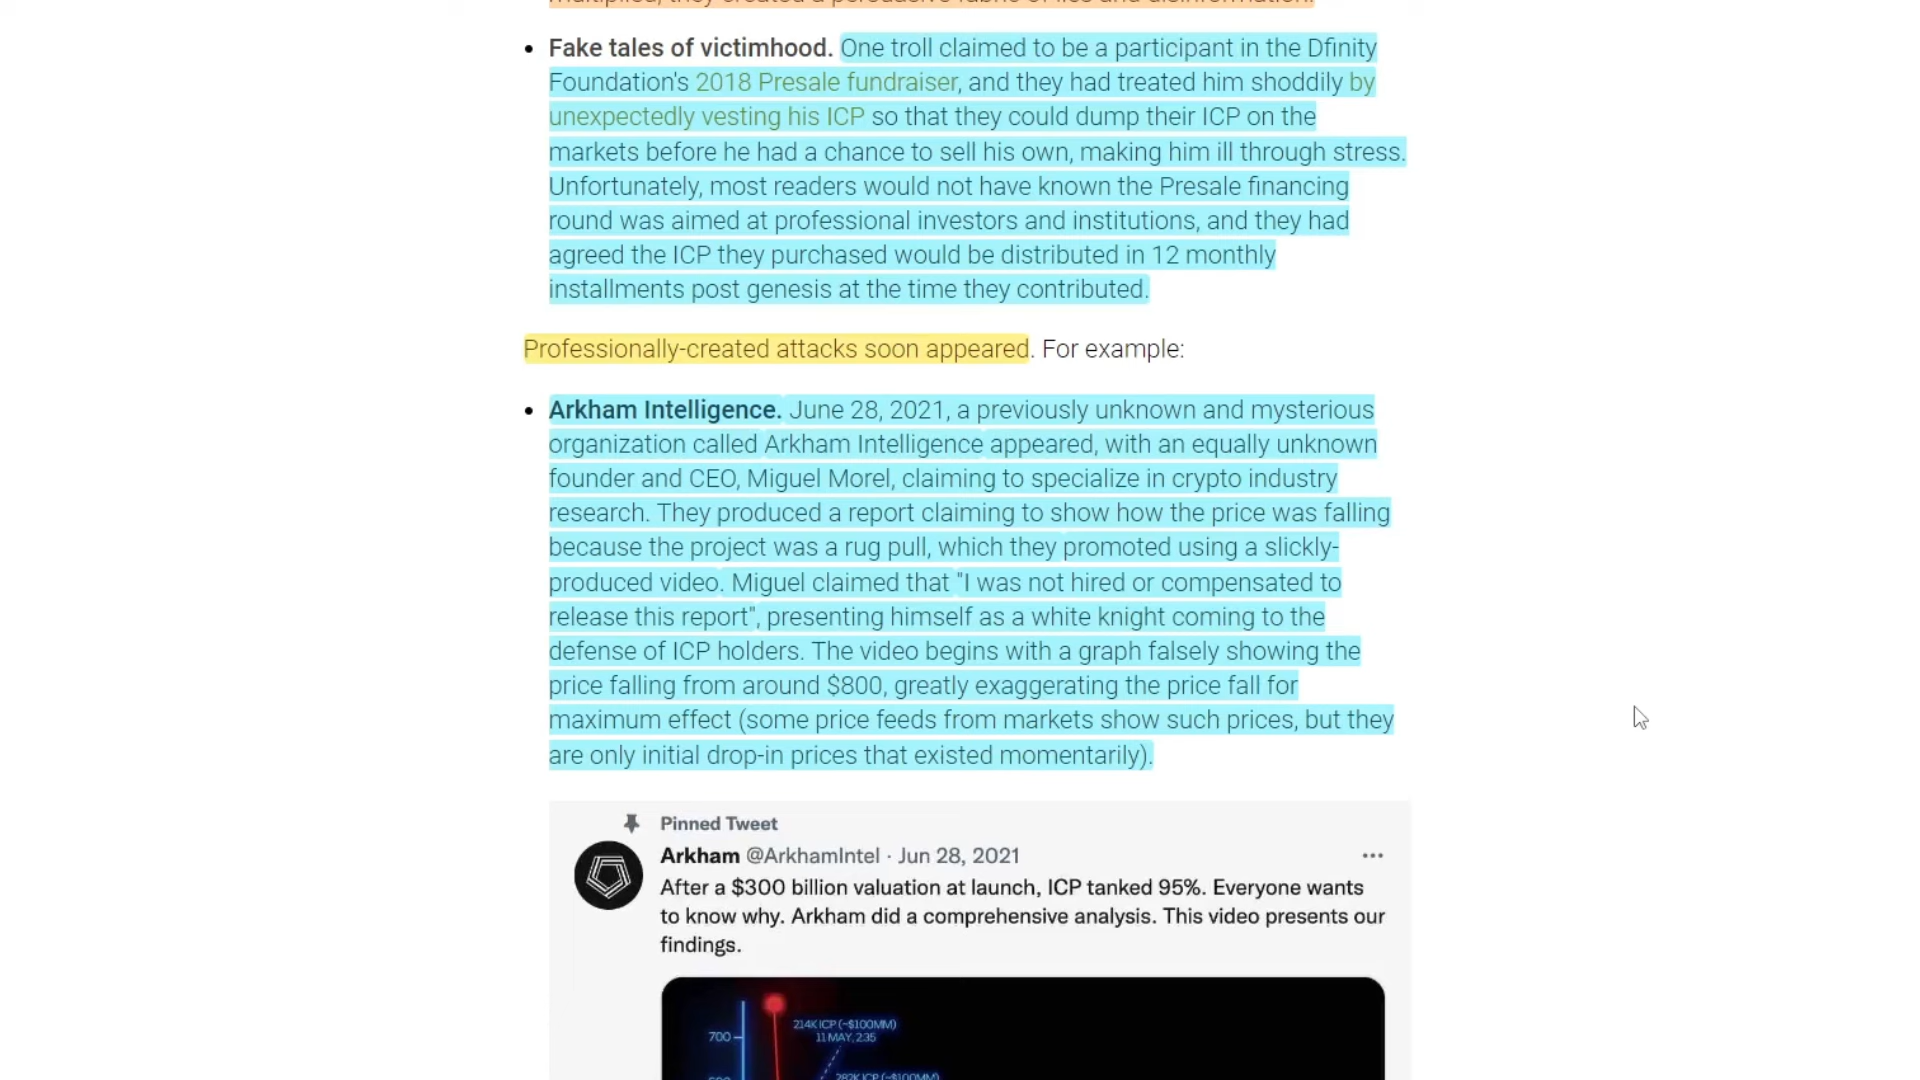 multiplied, they created a persuasive fabric of lies and disinformation.
Fake tales of victimhood. One troll claimed to be a participant in the Dfinity
Foundation's 2018 Presale fundraiser, and they had treated him shoddily by
unexpectedly vesting his ICP so that they could dump their ICP on the
markets before he had a chance to sell his own, making him ill through stress.
Unfortunately, most readers would not have known the Presale financing
round was aimed at professional investors and institutions, and they had
agreed the ICP they purchased would be distributed in 12 monthly
installments post genesis at the time they contributed.
Professionally-created attacks soon appeared. For example:
Arkham Intelligence. June 28, 2021, a previously unknown and mysterious
organization called Arkham Intelligence appeared, with an equally unknown
founder and CEO, Miguel Morel, claiming to specialize in crypto industry
research. They produced a report claiming to show how the price was falling
because the project was a rug pull, which they promoted using a slickly-
produced video. Miguel claimed that "I was not hired or compensated to
release this report", presenting himself as a white knight coming to the
defense of ICP holders. The video begins with a graph falsely showing the
price falling from around $800, greatly exaggerating the price fall for
maximum effect (some price feeds from markets show such prices, but they
are only initial drop-in prices that existed momentarily).
Pinned Tweet
Arkham @ArkhamIntel · Jun 28, 2021
After a $300 billion valuation at launch, ICP tanked 95%. Everyone wants
to know why. Arkham did a comprehensive analysis. This video presents our
findings.
214K ICP (~$100MM)
11 MAY, 2:35
700
282K ICP (~$100MM)